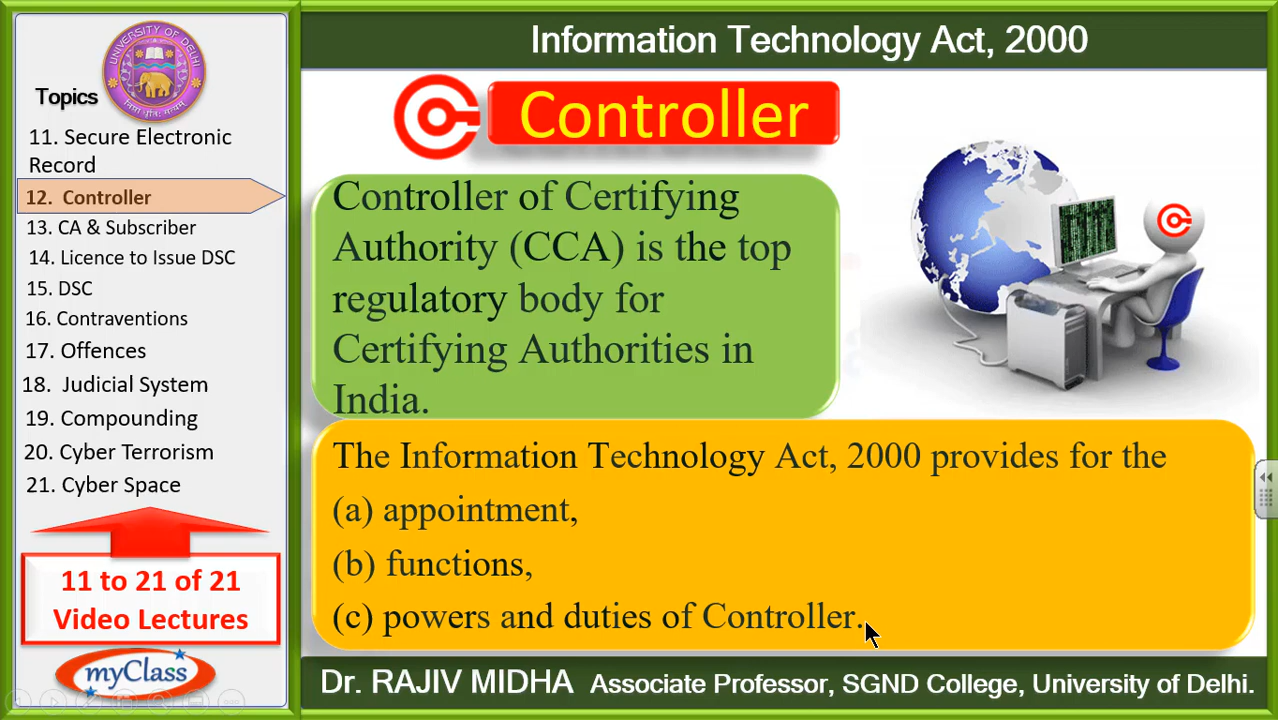 UNIVERSITY OF DELHI
Topics
11. Secure Electronic
Record
12. Controller
13. CA & Subscriber
14. Licence to Issue DSC
15. DSC
16. Contraventions
17. Offences
18. Judicial System
19. Compounding
20. Cyber Terrorism
21. Cyber Space
11 to 21 of 21
Video Lectures
myClass
Information Technology Act, 2000
Controller
Controller of Certifying
Authority (CCA) is the top
regulatory body for
Certifying Authorities in
India.
The Information Technology Act, 2000 provides for the
(a) appointment,
(b) functions,
(c) powers and duties of Controller.
Dr. RAJIV MIDHA Associate Professor, SGND College, University of Delhi.